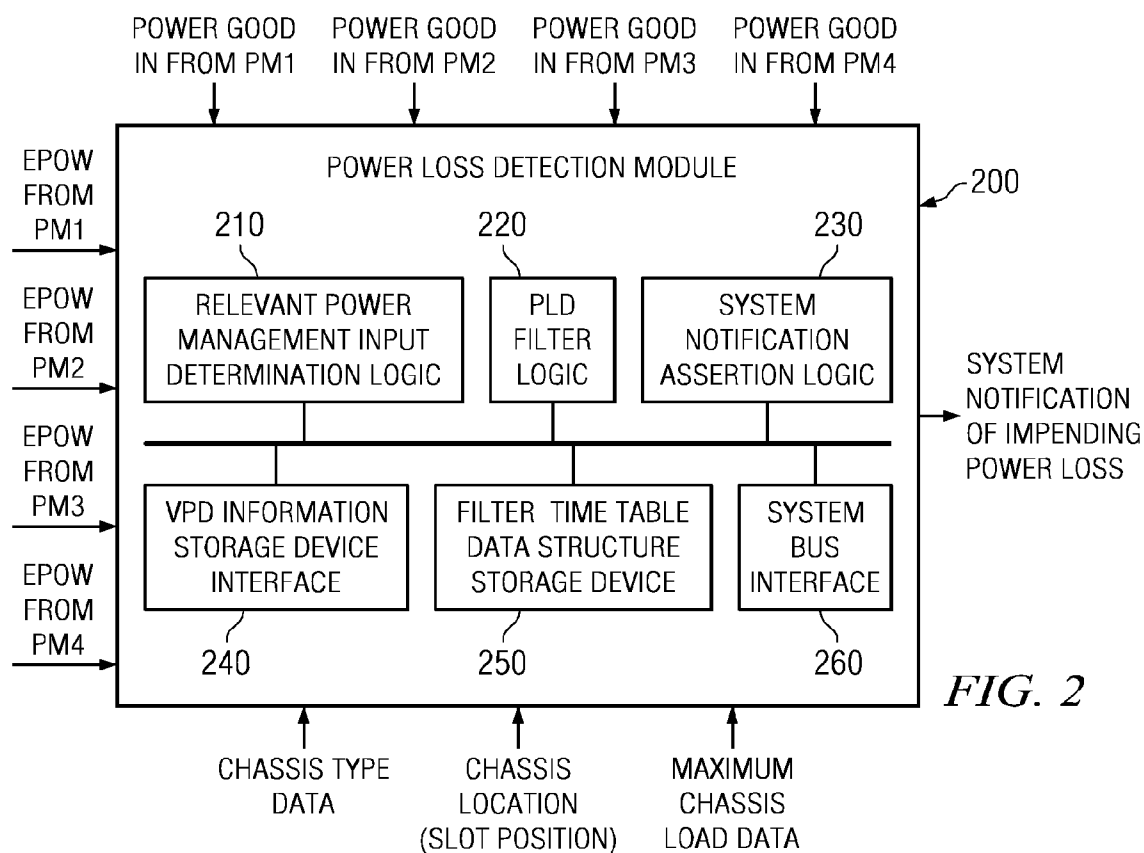 POWER GOOD
IN FROM PM1
POWER GOOD
IN FROM PM2
POWER GOOD
IN FROM PM3
POWER GOOD
IN FROM PM4
EPOW
FROM
PM1
EPOW
FROM
PM2
EPOW
FROM
PM3
EPOW
FROM
PM4
POWER LOSS DETECTION MODULE
200
210
220
230
RELEVANT POWER
MANAGEMENT INPUT
DETERMINATION LOGIC
PLD
FILTER
LOGIC
SYSTEM
NOTIFICATION
ASSERTION LOGIC
SYSTEM
NOTIFICATION
OF IMPENDING
POWER LOSS
VPD INFORMATION
STORAGE DEVICE
INTERFACE
FILTER TIME TABLE
DATA STRUCTURE
STORAGE DEVICE
SYSTEM
BUS
INTERFACE
240
250
260
FIG. 2
CHASSIS TYPE
DATA
CHASSIS
LOCATION
(SLOT POSITION)
MAXIMUM
CHASSIS
LOAD DATA